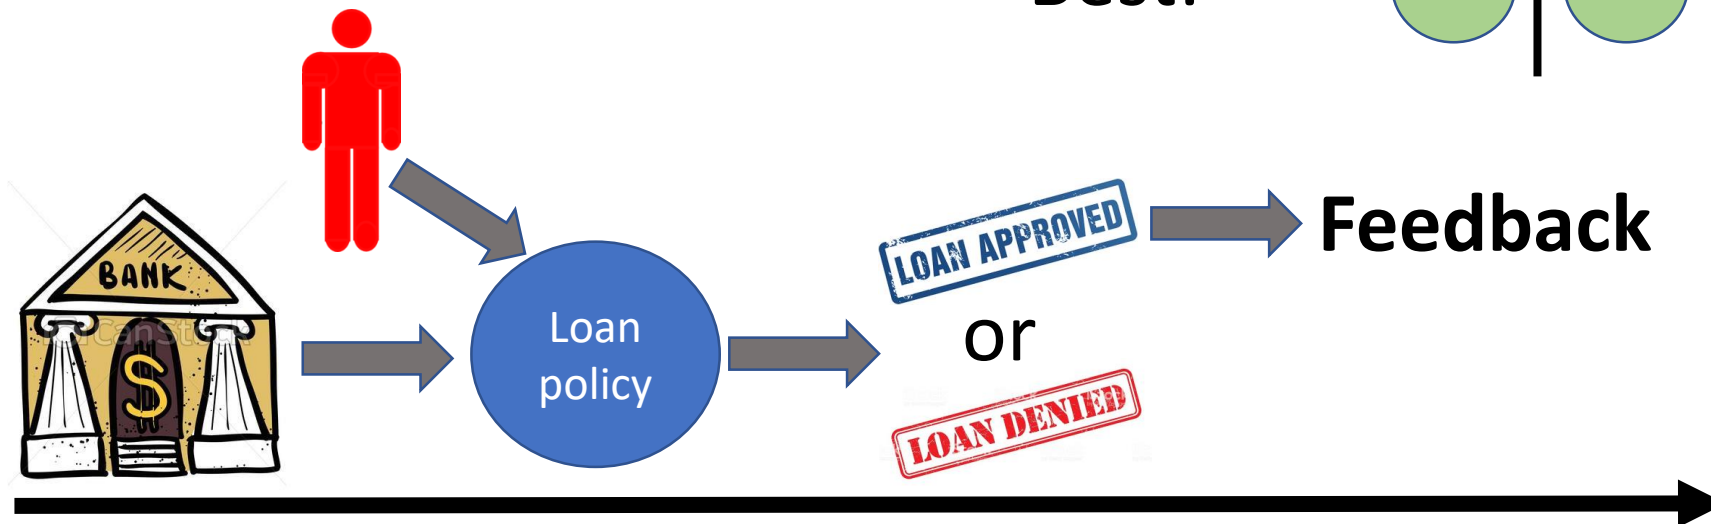 BANK
$
Loan
policy
LOAN APPROVED
or
LOAN DENIED
Feedback